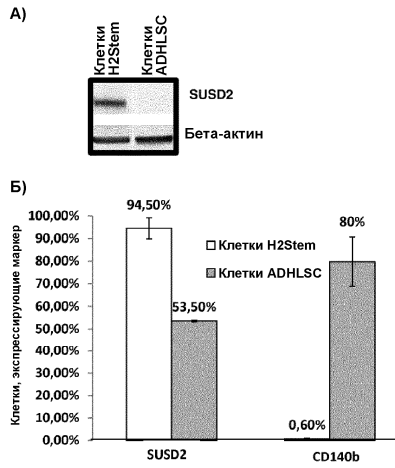 А)
Клетки
H2Stem
Клетки
ADHLSC
SUSD2
Бета-актин
Б)
Клетки, экспрессирующие маркер
100,00%
90,00%
80,00%
70,00%
60,00%
50,00%
40,00%
30,00%
20,00%
10,00%
0,00%
94,50%
53,50%
0,60%
80%
Клетки H2Stem
Клетки ADHLSC
SUSD2
CD140b